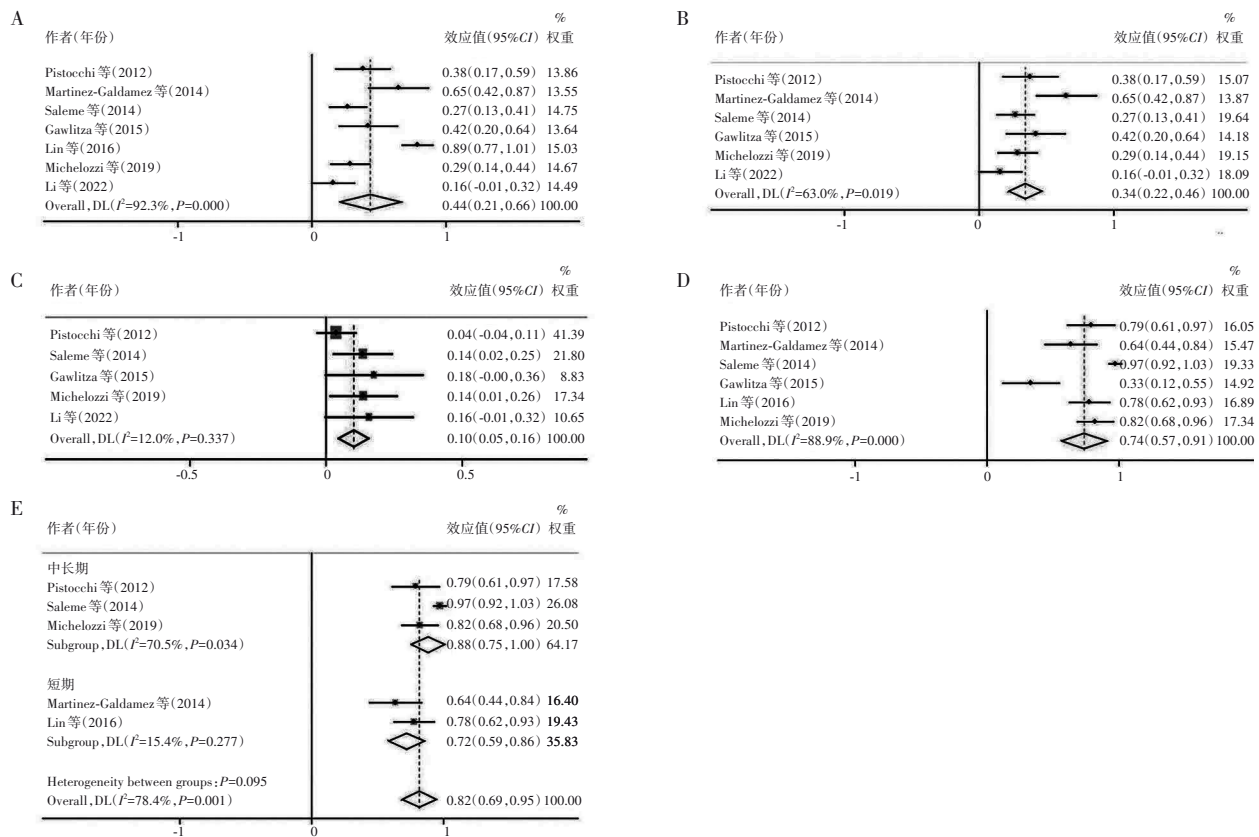 A
%
作者(年份) 效应值(95%CI) 权重
Pistocchi 等(2012) 0.38(0.17,0.59) 13.86
Martinez-Galdamez 等(2014) 0.65(0.42,0.87) 13.55
Saleme 等(2014) 0.27(0.13,0.41) 14.75
Gawlitza 等(2015) 0.42(0.20,0.64) 13.64
Lin 等(2016) 0.89(0.77,1.01) 15.03
Michelozzi 等(2019) 0.29(0.14,0.44) 14.67
Li 等(2022) 0.16(-0.01,0.32) 14.49
Overall,DL(I²=92.3%,P=0.000) 0.44(0.21,0.66) 100.00
-1 0 1
B
%
作者(年份) 效应值(95%CI) 权重
Pistocchi 等(2012) 0.38(0.17,0.59) 15.07
Martinez-Galdamez 等(2014) 0.65(0.42,0.87) 13.87
Saleme 等(2014) 0.27(0.13,0.41) 19.64
Gawlitza 等(2015) 0.42(0.20,0.64) 14.18
Michelozzi 等(2019) 0.29(0.14,0.44) 19.15
Li 等(2022) 0.16(-0.01,0.32) 18.09
Overall,DL(I²=63.0%,P=0.019) 0.34(0.22,0.46) 100.00
-1 0 1
C
%
作者(年份) 效应值(95%CI) 权重
Pistocchi 等(2012) 0.04(-0.04,0.11) 41.39
Saleme 等(2014) 0.14(0.02,0.25) 21.80
Gawlitza 等(2015) 0.18(-0.00,0.36) 8.83
Michelozzi 等(2019) 0.14(0.01,0.26) 17.34
Li 等(2022) 0.16(-0.01,0.32) 10.65
Overall,DL(I²=12.0%,P=0.337) 0.10(0.05,0.16) 100.00
-0.5 0 0.5
D
%
作者(年份) 效应值(95%CI) 权重
Pistocchi 等(2012) 0.79(0.61,0.97) 16.05
Martinez-Galdamez 等(2014) 0.64(0.44,0.84) 15.47
Saleme 等(2014) 0.97(0.92,1.03) 19.33
Gawlitza 等(2015) 0.33(0.12,0.55) 14.92
Lin 等(2016) 0.78(0.62,0.93) 16.89
Michelozzi 等(2019) 0.82(0.68,0.96) 17.34
Overall,DL(I²=88.9%,P=0.000) 0.74(0.57,0.91) 100.00
-1 0 1
E
%
作者(年份) 效应值(95%CI) 权重
中长期
Pistocchi 等(2012) 0.79(0.61,0.97) 17.58
Saleme 等(2014) 0.97(0.92,1.03) 26.08
Michelozzi 等(2019) 0.82(0.68,0.96) 20.50
Subgroup,DL(I²=70.5%,P=0.034) 0.88(0.75,1.00) 64.17
短期
Martinez-Galdamez 等(2014) 0.64(0.44,0.84) 16.40
Lin 等(2016) 0.78(0.62,0.93) 19.43
Subgroup,DL(I²=15.4%,P=0.277) 0.72(0.59,0.86) 35.83
Heterogeneity between groups:P=0.095
Overall,DL(I²=78.4%,P=0.001) 0.82(0.69,0.95) 100.00
-1 0 1